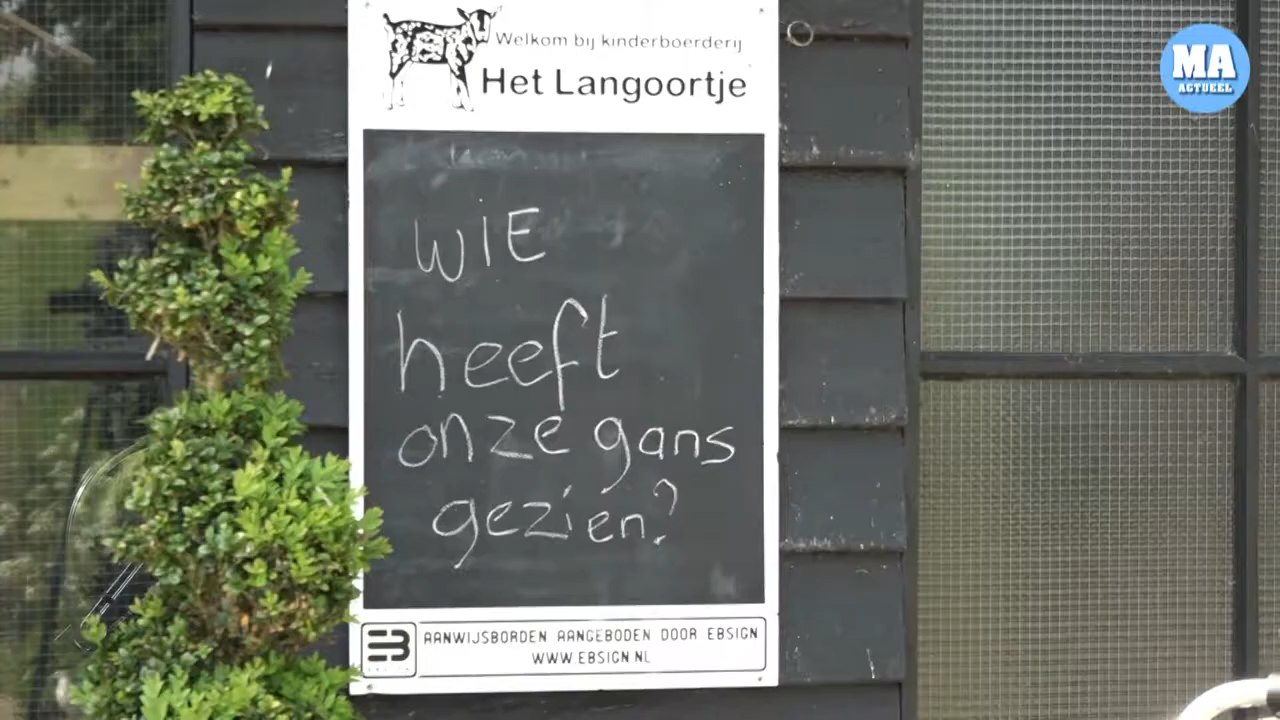 Welkom bij kinderboerderij
Het Langoortje
WIE
heeft
onze gans
gezien?
AANWIJSBORDEN AANGEBODEN DOOR EBSIGN
WWW.EBSIGN.NL
MA
ACTUEEL